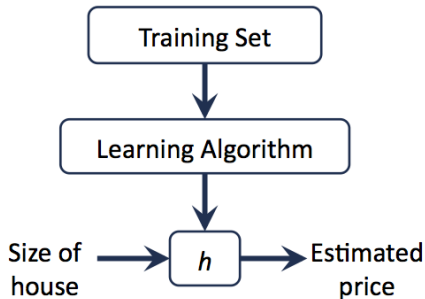 Training Set
Learning Algorithm
Size of
house
h
Estimated
price